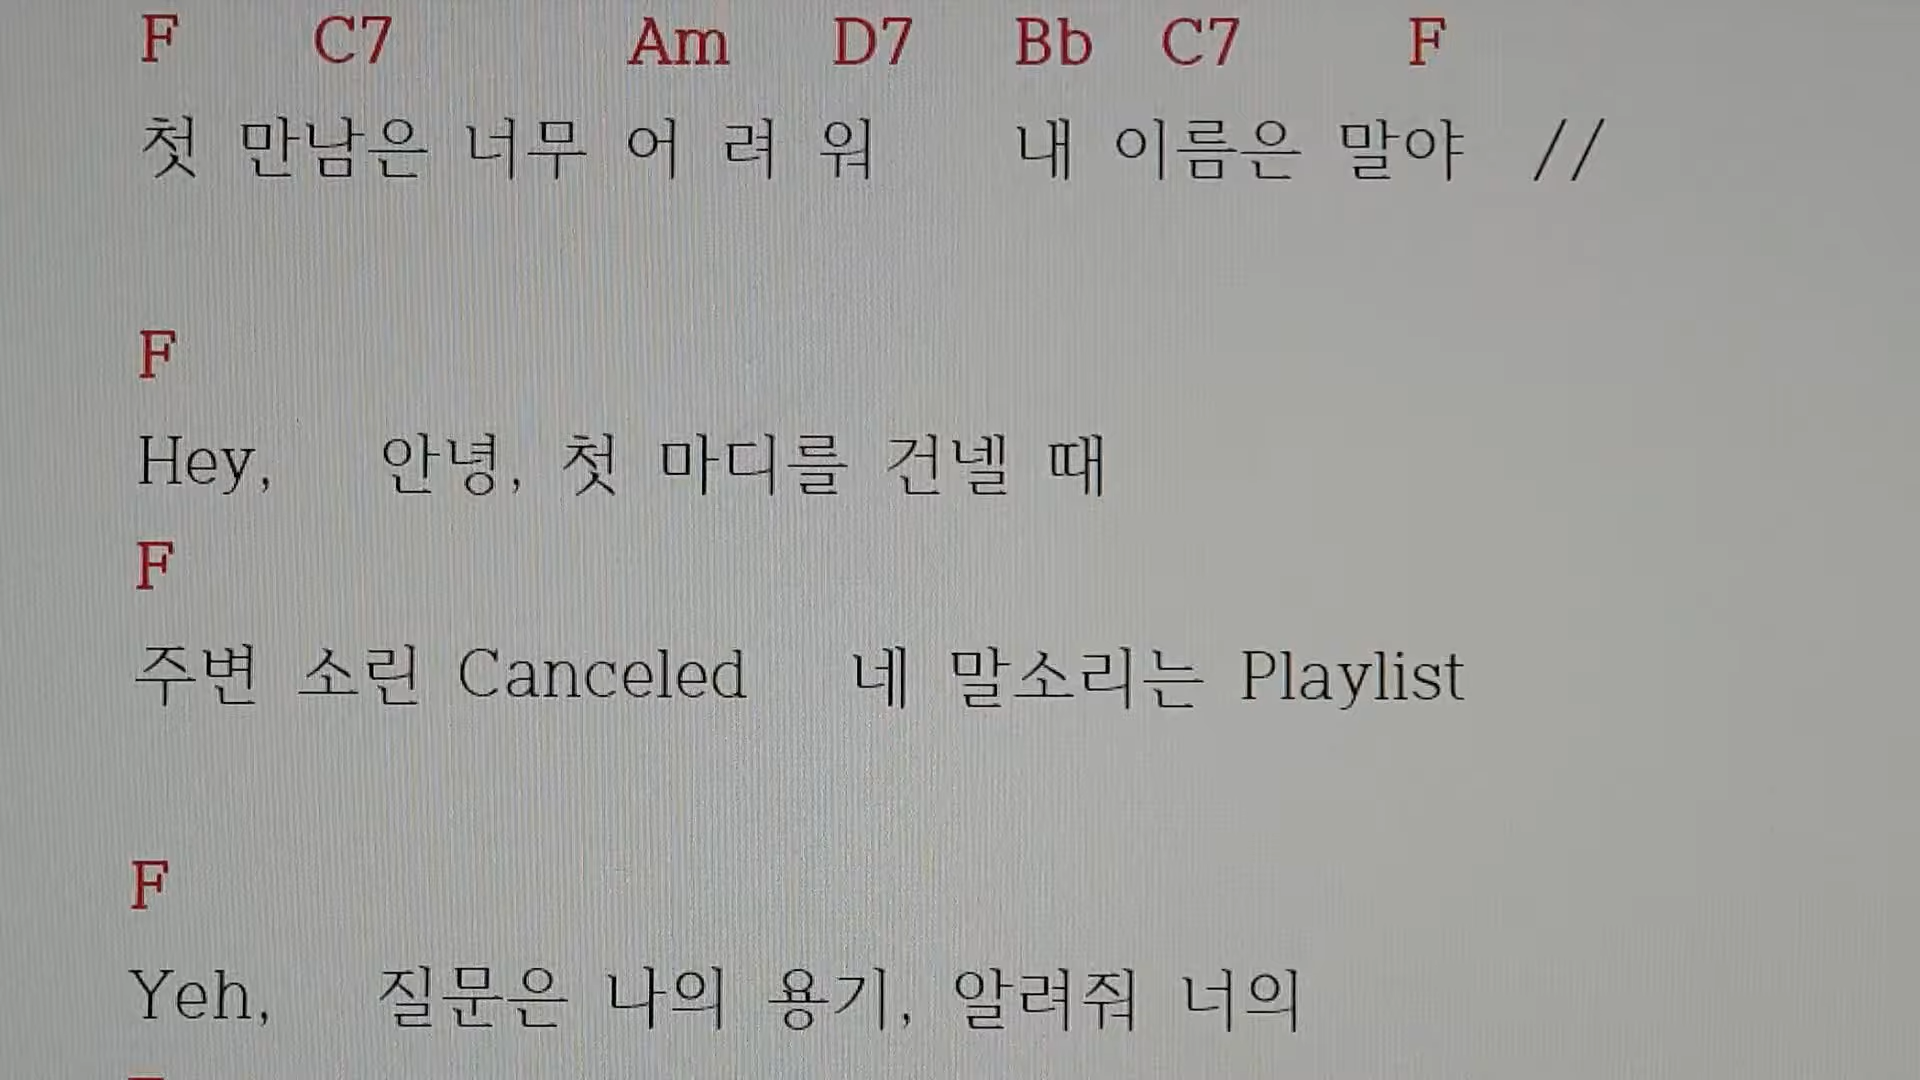 F C7 Am D7 Bb C7 F
첫 만남은 너무 어 려 워 내 이름은 말야 //
F
Hey, 안녕, 첫 마디를 건넬 때
F
주변 소린 Canceled 네 말소리는 Playlist
F
Yeh, 질문은 나의 용기, 알려줘 너의